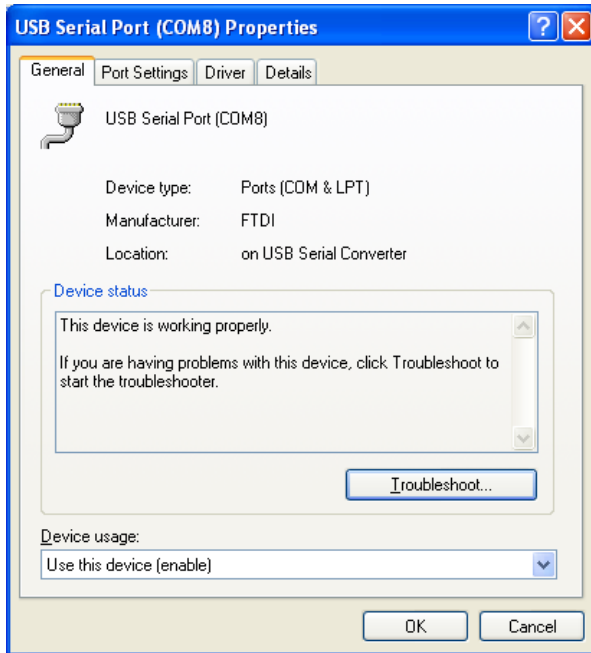 USB Serial Port (COM8) Properties
General Port Settings Driver Details
USB Serial Port (COM8)
Device type: Ports (COM & LPT)
Manufacturer: FTDI
Location: on USB Serial Converter
Device status
This device is working properly.
If you are having problems with this device, click Troubleshoot to
start the troubleshooter.
Troubleshoot...
Device usage:
Use this device (enable)
OK Cancel